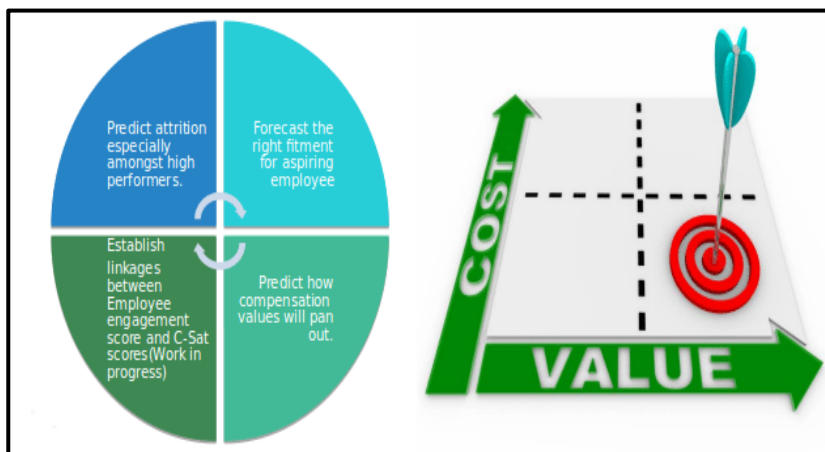 Predict attrition
especially
amongst high
performers.
Forecast the
right fitment
for aspiring
employee
Establish
linkages
between
Employee
engagement
score and C-Sat
scores(Work in
progress)
Predict how
compensation
values will pan
out.
COST
VALUE